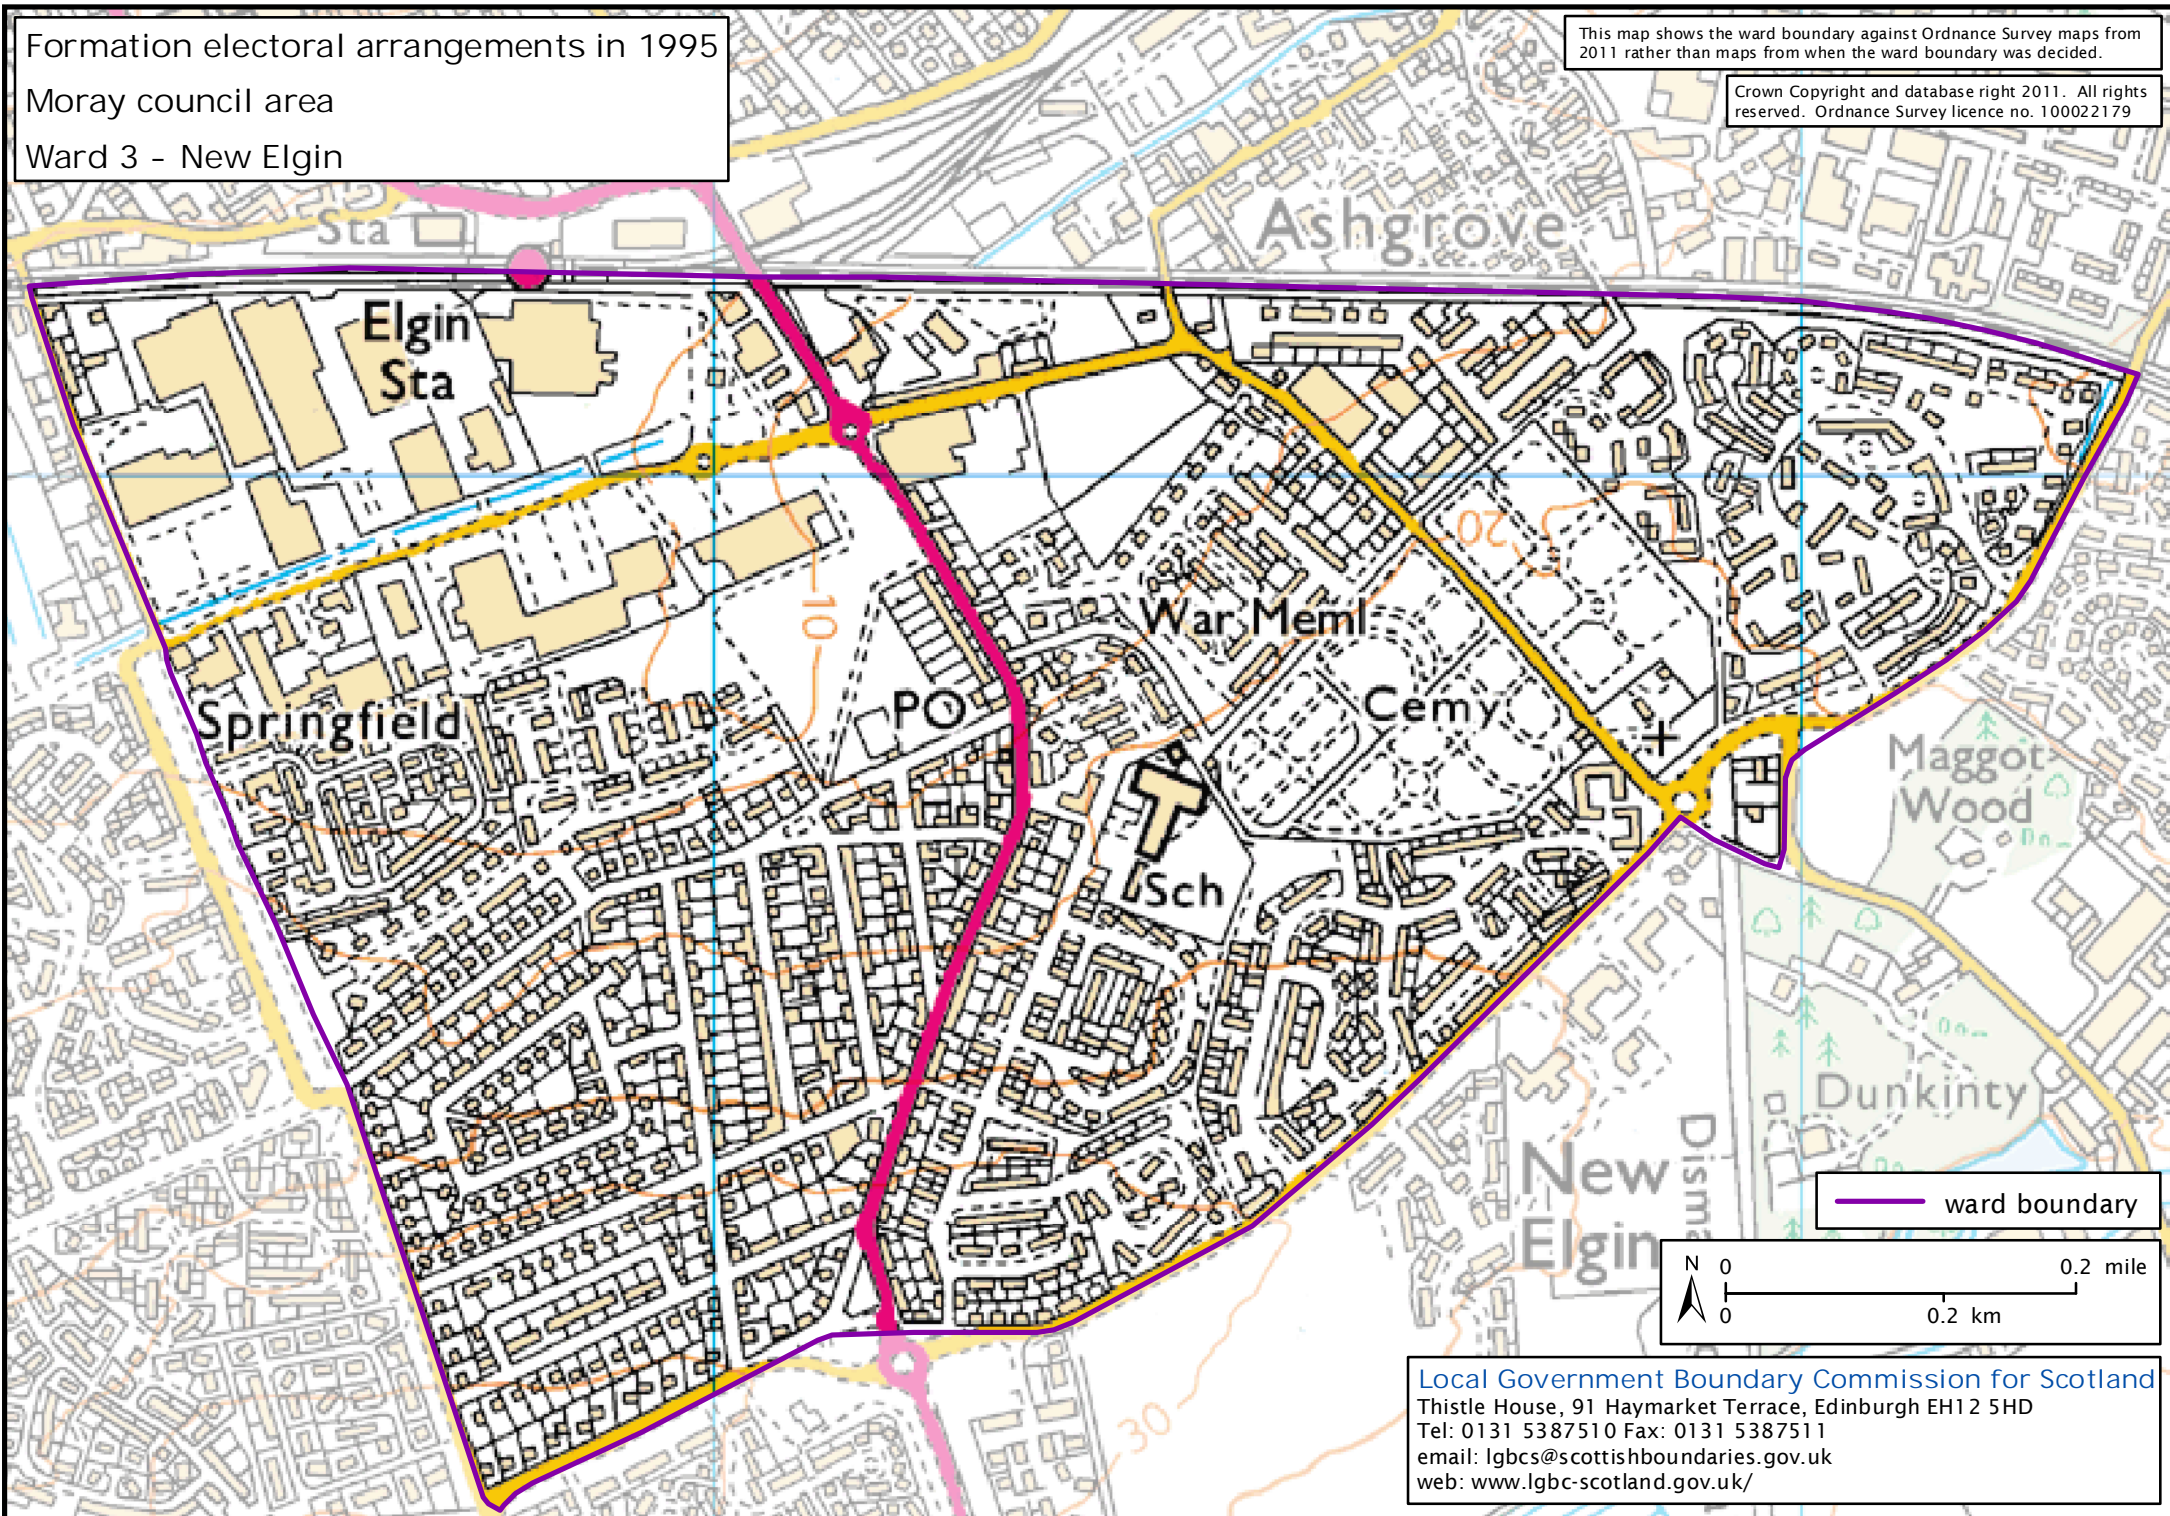 Formation electoral arrangements in 1995
Moray council area
Ward 3 - New Elgin
This map shows the ward boundary against Ordnance Survey maps from
2011 rather than maps from when the ward boundary was decided.
Crown Copyright and database right 2011. All rights
reserved. Ordnance Survey licence no. 100022179
Sta
Ashgrove
Elgin
Sta
20
10
War Meml
Springfield
PO
Cemy
Maggot
Wood
Sch
Dunkinty
New
Elgin
Disma
30
ward boundary
N
0
0.2 mile
0
0.2 km
Local Government Boundary Commission for Scotland
Thistle House, 91 Haymarket Terrace, Edinburgh EH12 5HD
Tel: 0131 5387510 Fax: 0131 5387511
email: lgbcs@scottishboundaries.gov.uk
web: www.lgbc-scotland.gov.uk/